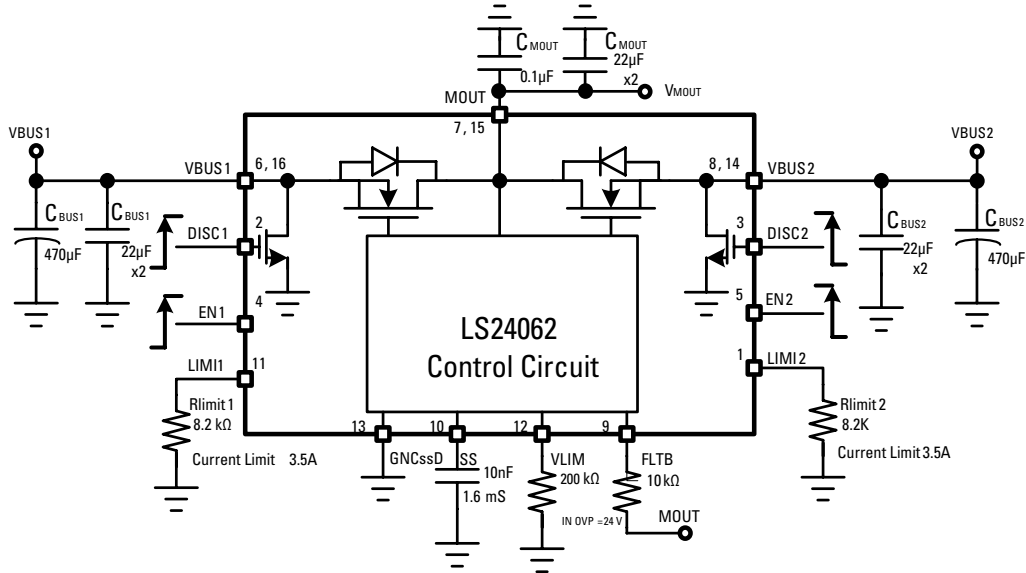 C MOUT
0.1µF
C MOUT
22µF
x2
VMOUT
MOUT
7, 15
VBUS1
VBUS1
6, 16
8, 14
VBUS2
VBUS2
C BUS1
470µF
C BUS1
22µF
x2
DISC1
2
3
DISC2
C BUS2
22µF
x2
C BUS2
470µF
EN1
4
5
EN2
LS24062
Control Circuit
LIMI1
11
1
LIMI2
Rlimit 1
8.2 kΩ
Current Limit 3.5A
Rlimit 2
8.2K
Current Limit 3.5A
13
10
12
9
GNCssD
SS
10nF
1.6 mS
VLIM
200 kΩ
FLTB
10kΩ
IN OVP =24 V
MOUT